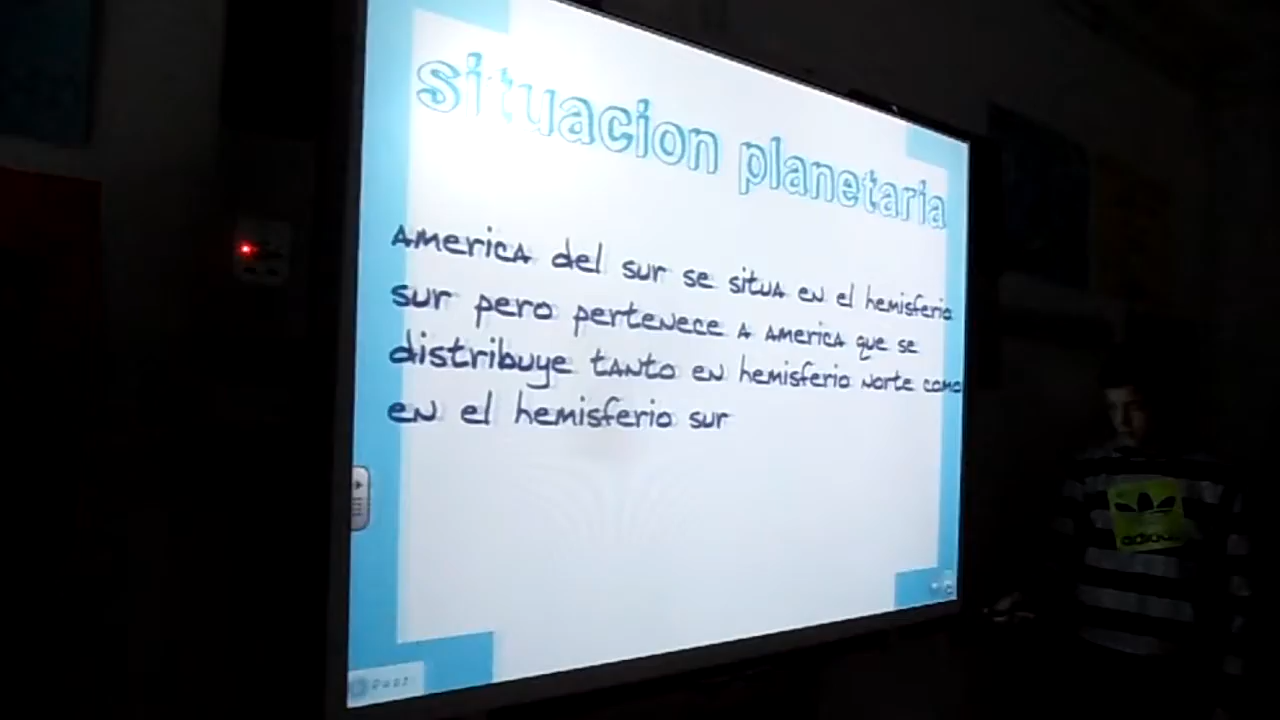 situacion planetaria
America del sur se situa en el hemisferio
sur pero pertenece a america que se
distribuye tanto en hemisferio norte como
en el hemisferio sur
adidas